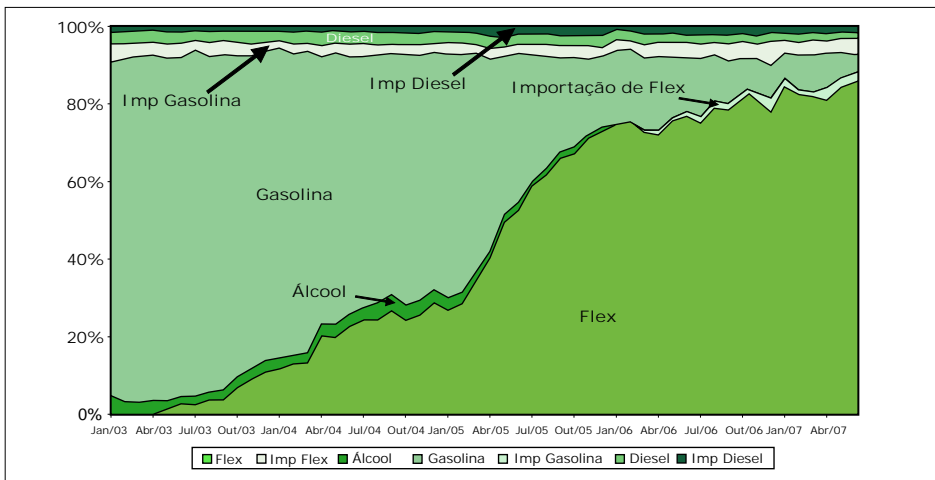 100%
80%
60%
40%
20%
0%
Diesel
Imp Gasolina
Imp Diesel
Importação de Flex
Gasolina
Álcool
Flex
Jan/03 Abr/03 Jul/03 Out/03 Jan/04 Abr/04 Jul/04 Out/04 Jan/05 Abr/05 Jul/05 Out/05 Jan/06 Abr/06 Jul/06 Out/06 Jan/07 Abr/07
Flex Imp Flex Álcool Gasolina Imp Gasolina Diesel Imp Diesel